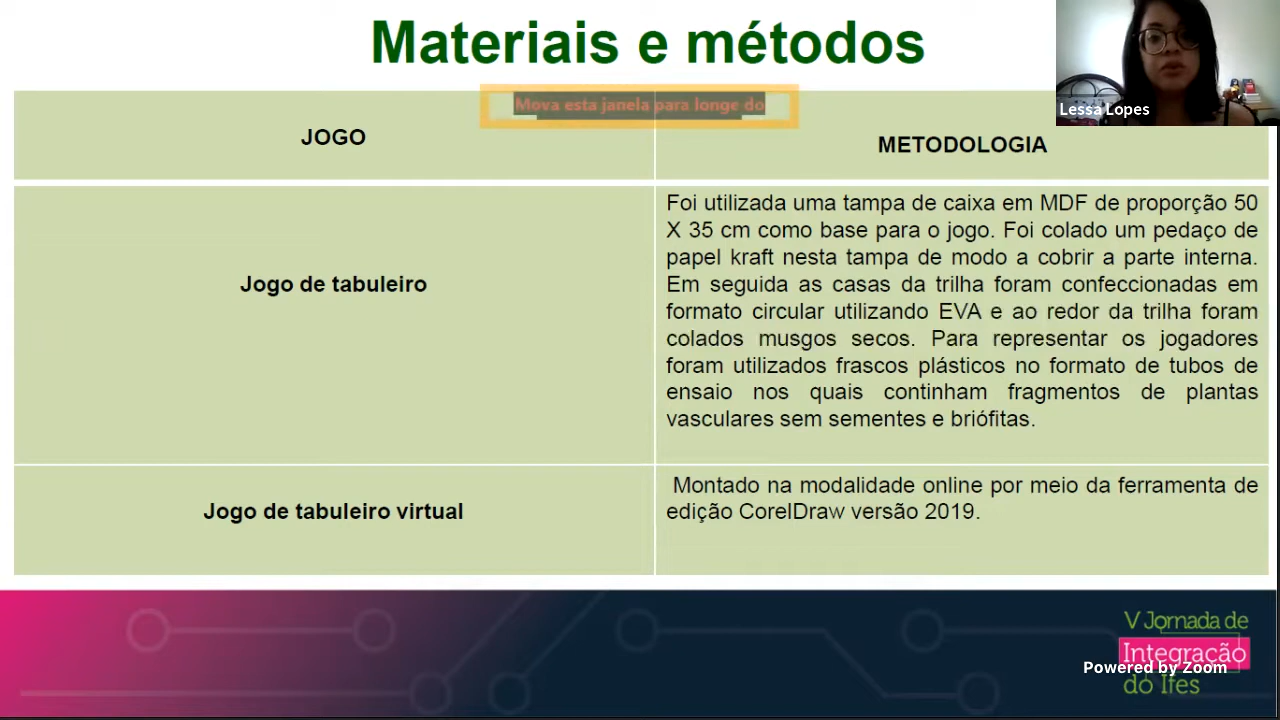 Materiais e métodos
Lessa Lopes
Mova esta janela para longe do
JOGO
METODOLOGIA
Jogo de tabuleiro
Foi utilizada uma tampa de caixa em MDF de proporção 50
X 35 cm como base para o jogo. Foi colado um pedaço de
papel kraft nesta tampa de modo a cobrir a parte interna.
Em seguida as casas da trilha foram confeccionadas em
formato circular utilizando EVA e ao redor da trilha foram
colados musgos secos. Para representar os jogadores
foram utilizados frascos plásticos no formato de tubos de
ensaio nos quais continham fragmentos de plantas
vasculares sem sementes e briófitas.
Jogo de tabuleiro virtual
Montado na modalidade online por meio da ferramenta de
edição CorelDraw versão 2019.
V Jornada de
Integração
do Ifes
Powered by Zoom